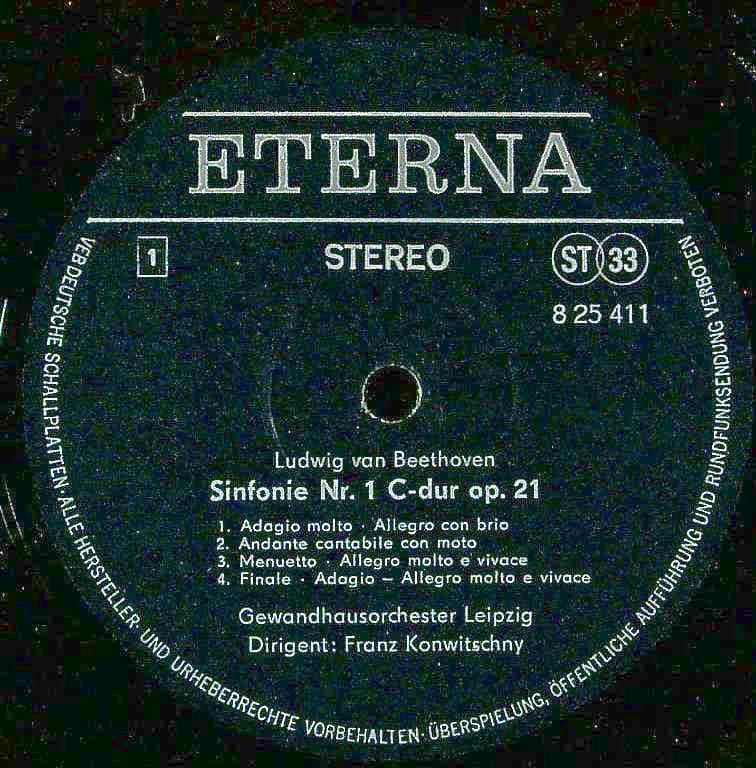 ETERNA
1
STEREO
ST 33
8 25 411
Ludwig van Beethoven
Sinfonie Nr. 1 C-dur op. 21
1. Adagio molto · Allegro con brio
2. Andante cantabile con moto
3. Menuetto · Allegro molto e vivace
4. Finale · Adagio – Allegro molto e vivace
Gewandhausorchester Leipzig
Dirigent: Franz Konwitschny
VEB DEUTSCHE SCHALLPLATTEN · ALLE HERSTELLER- UND URHEBERRECHTE VORBEHALTEN · ÜBERSPIELUNG, ÖFFENTLICHE AUFFÜHRUNG UND RUNDFUNKSENDUNG VERBOTEN